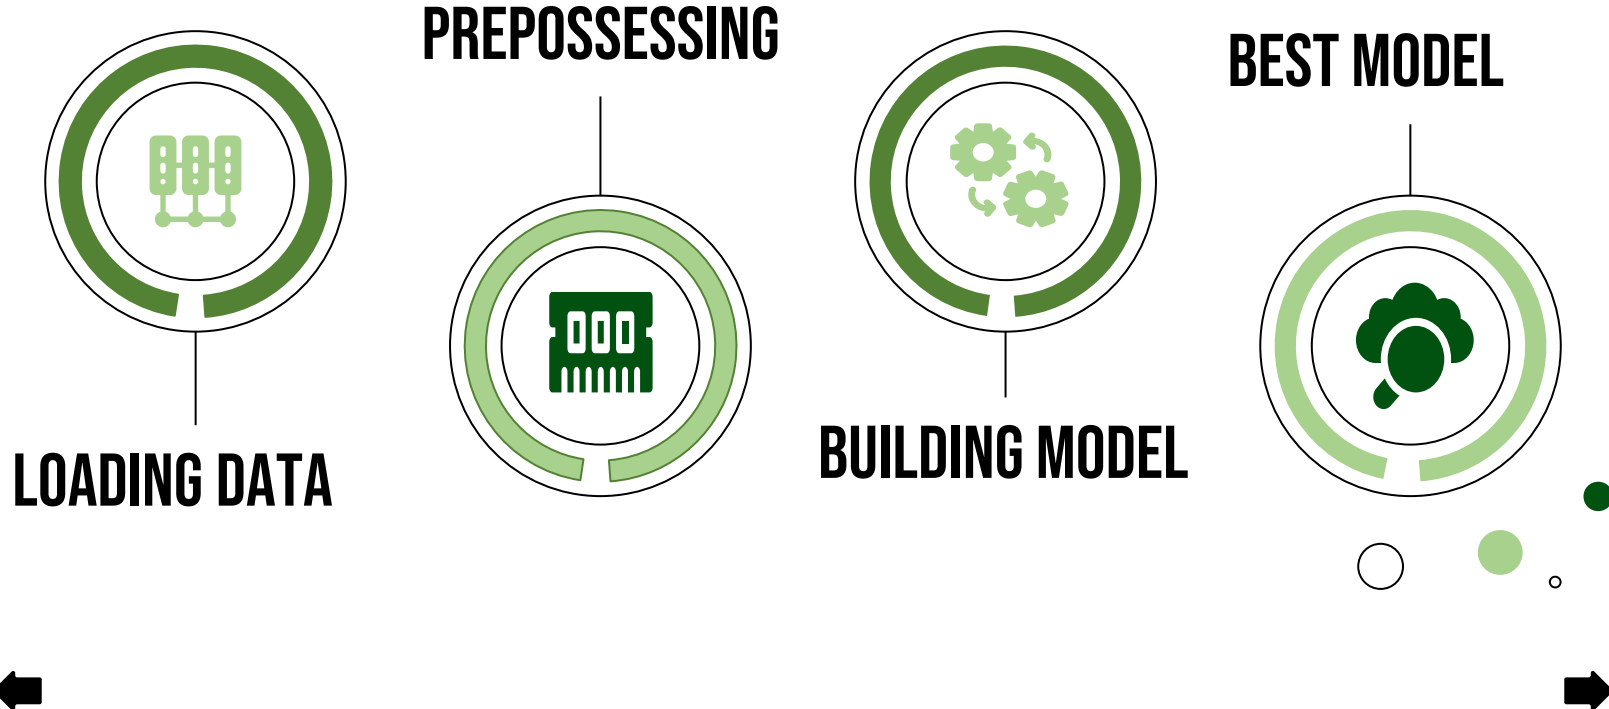 LOADING DATA
PREPOSSESSING
BUILDING MODEL
BEST MODEL